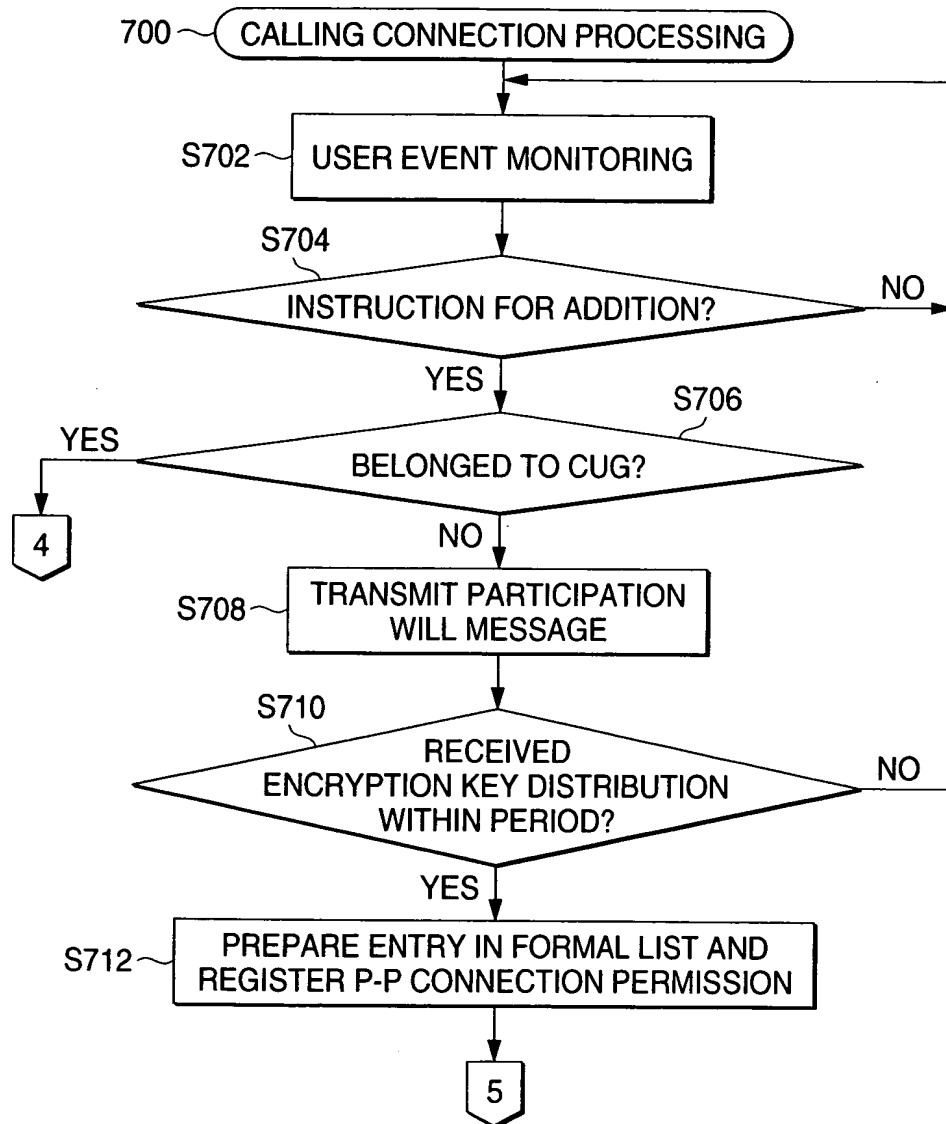 700
CALLING CONNECTION PROCESSING
S702
USER EVENT MONITORING
S704
INSTRUCTION FOR ADDITION?
NO
YES
S706
YES
BELONGED TO CUG?
4
NO
S708
TRANSMIT PARTICIPATION
WILL MESSAGE
S710
RECEIVED
ENCRYPTION KEY DISTRIBUTION
WITHIN PERIOD?
NO
YES
S712
PREPARE ENTRY IN FORMAL LIST AND
REGISTER P-P CONNECTION PERMISSION
5